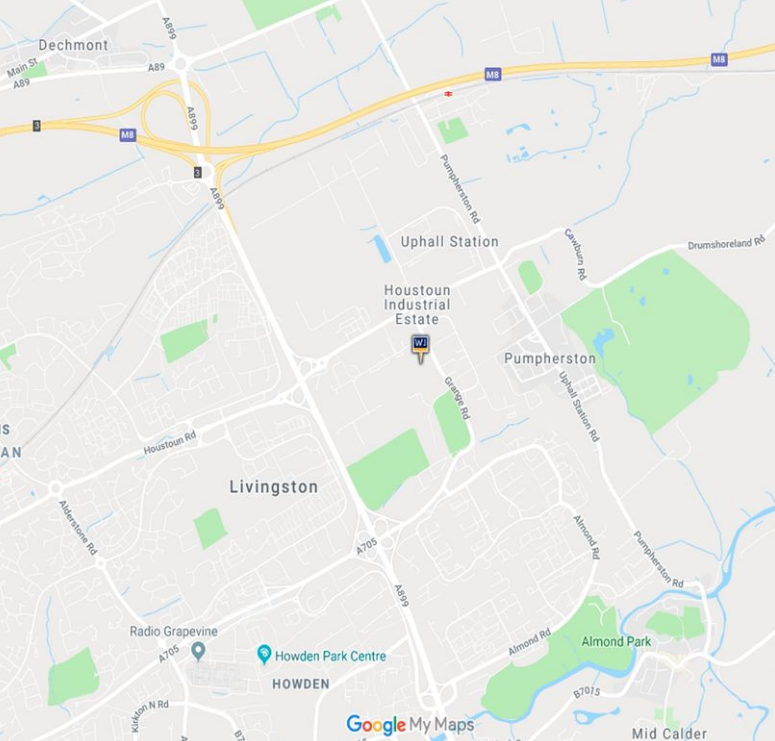 A899
Dechmont
Main St
A89
A89
M8
M8
A899
3
M8
3
A899
Pumpherston Rd
Uphall Station
Cawburn Rd
Drumshoreland Rd
Houstoun
Industrial
Estate
WJ
Pumpherston
Grange Rd
Uphall Station Rd
IS
AN
Houstoun Rd
Livingston
Alderstone Rd
A705
Almond Rd
Pumpherston Rd
A899
Radio Grapevine
A705
Howden Park Centre
HOWDEN
Almond Rd
Almond Park
B7015
Kirkton N Rd
B7
Google My Maps
Mid Calder